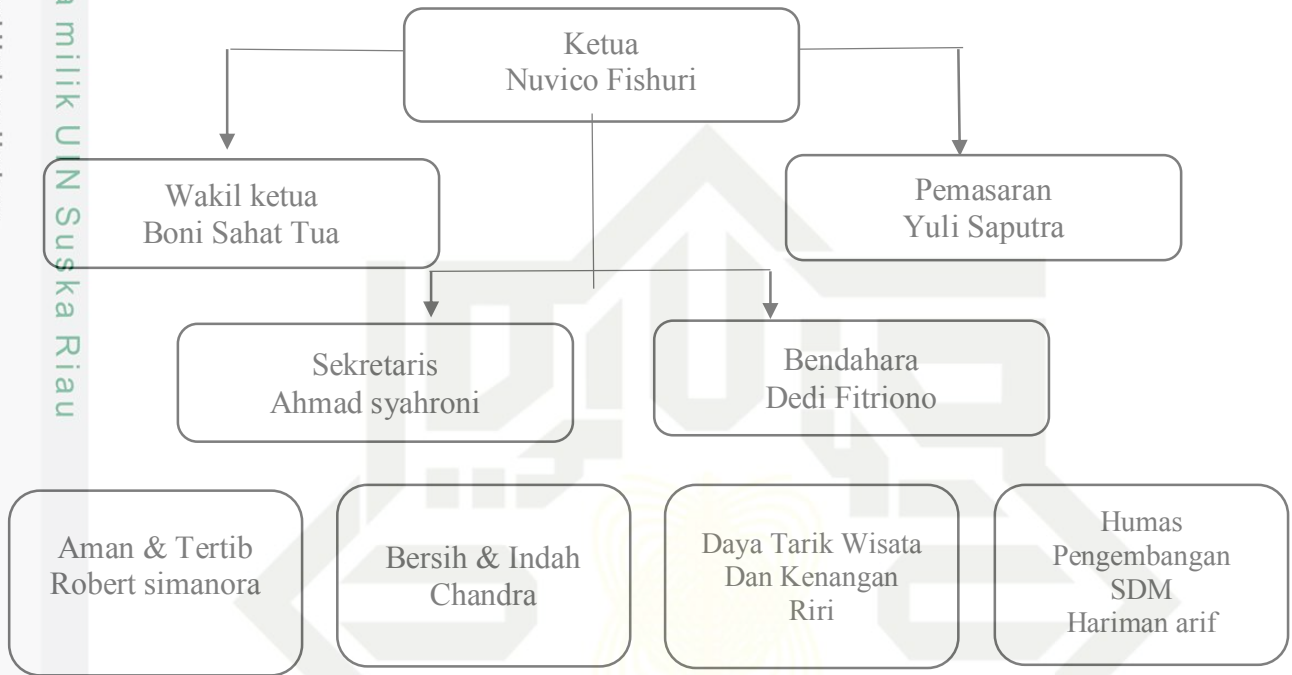 Ketua
Nuvico Fishuri
Wakil ketua
Boni Sahat Tua
Pemasaran
Yuli Saputra
Sekretaris
Ahmad syahroni
Bendahara
Dedi Fitriono
Aman & Tertib
Robert simanora
Bersih & Indah
Chandra
Daya Tarik Wisata
Dan Kenangan
Riri
Humas
Pengembangan
SDM
Hariman arif
milik UIN Suska Riau